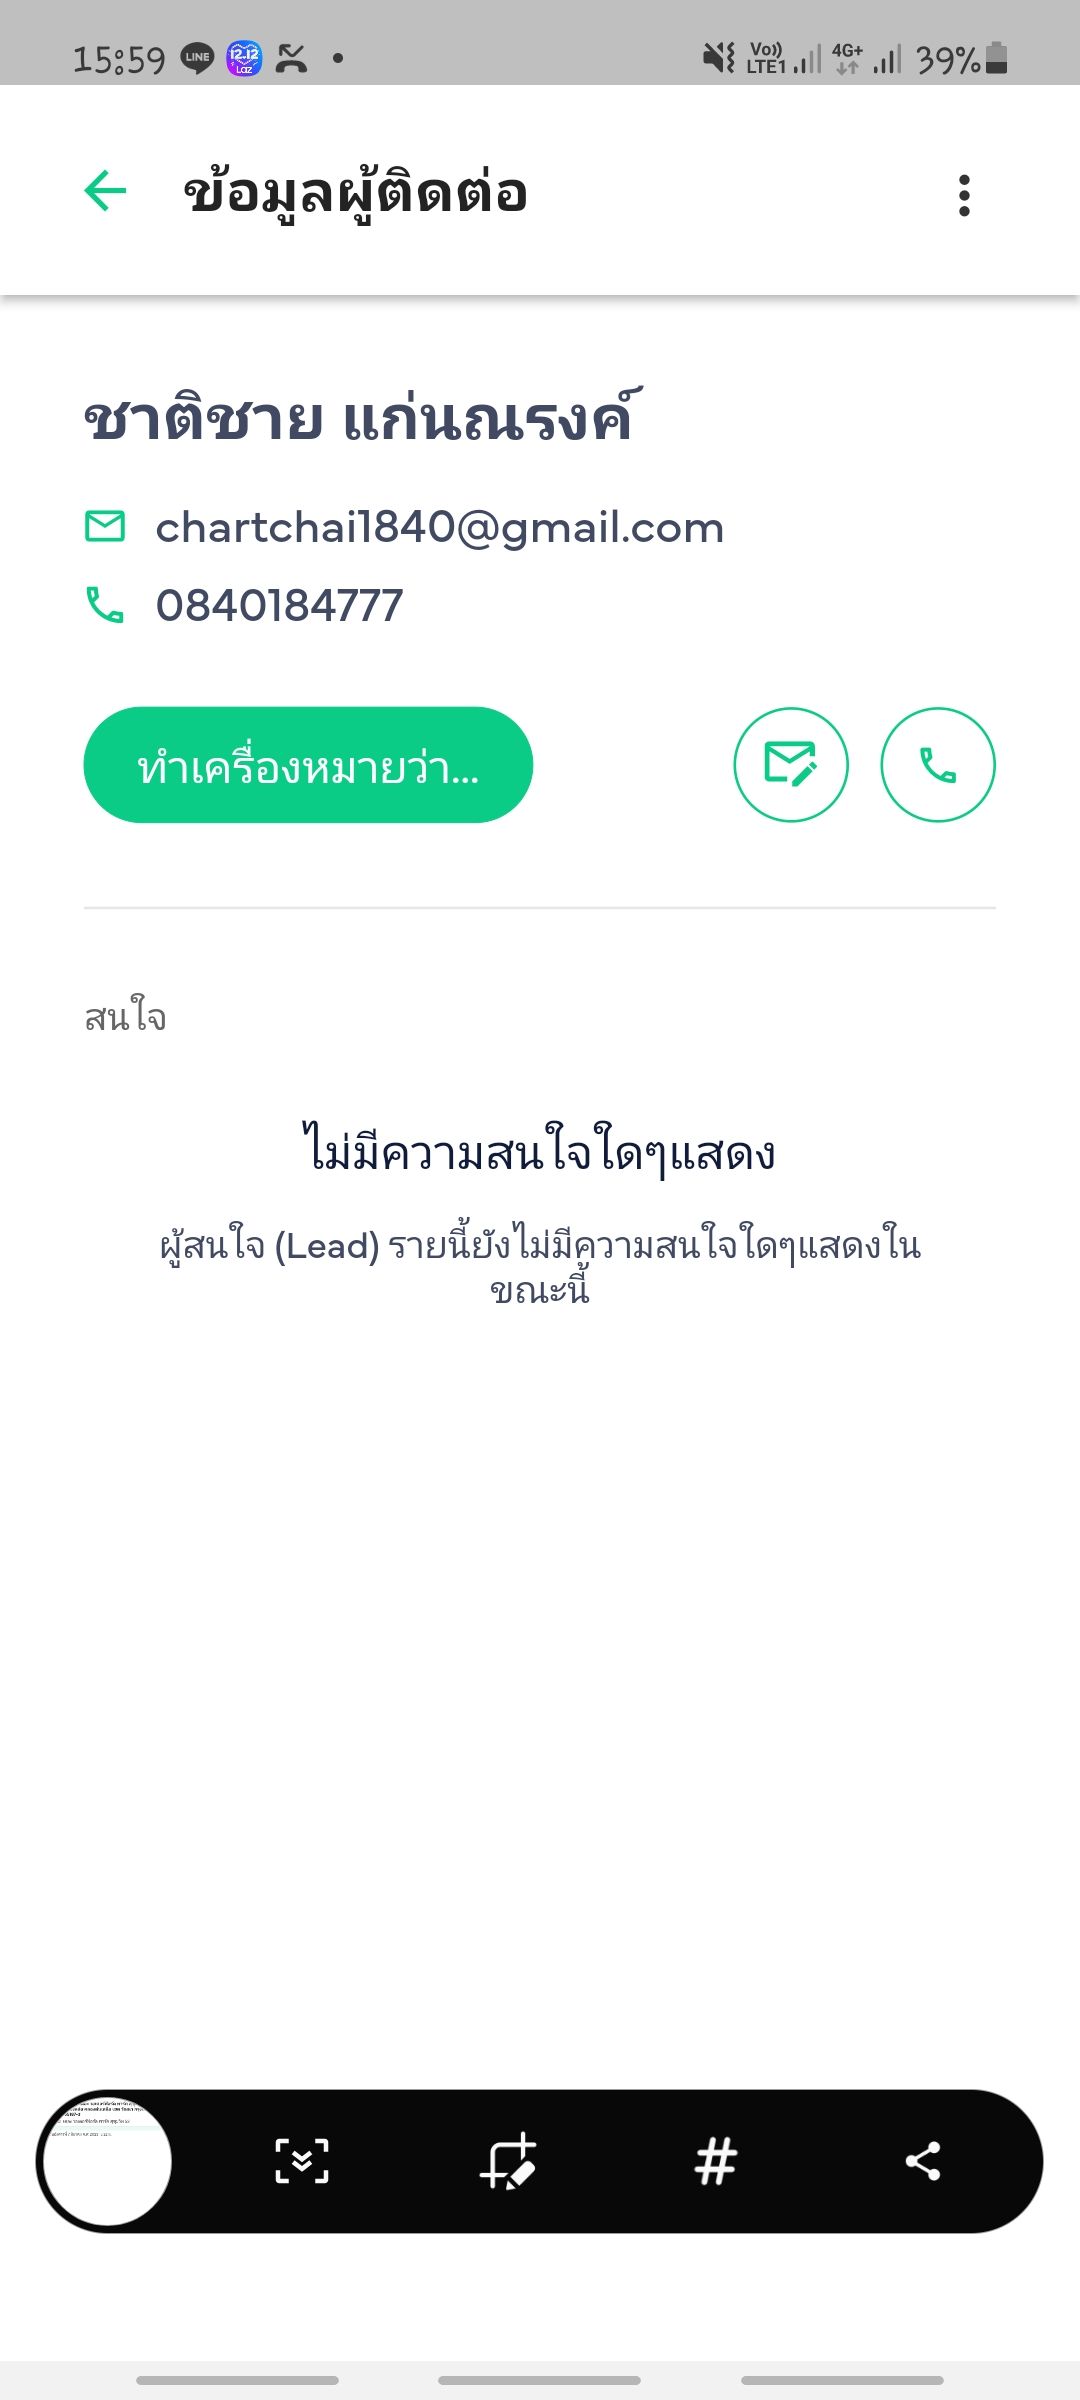 15:59 LINE 12.12 Laz Vo)) LTE1 4G+ 39%
ข้อมูลผู้ติดต่อ
ชาติชาย แก่นณรงค์
chartchai1840@gmail.com
0840184777
ทำเครื่องหมายว่า...
สนใจ
ไม่มีความสนใจใดๆแสดง
ผู้สนใจ (Lead) รายนี้ยังไม่มีความสนใจใดๆแสดงใน
ขณะนี้